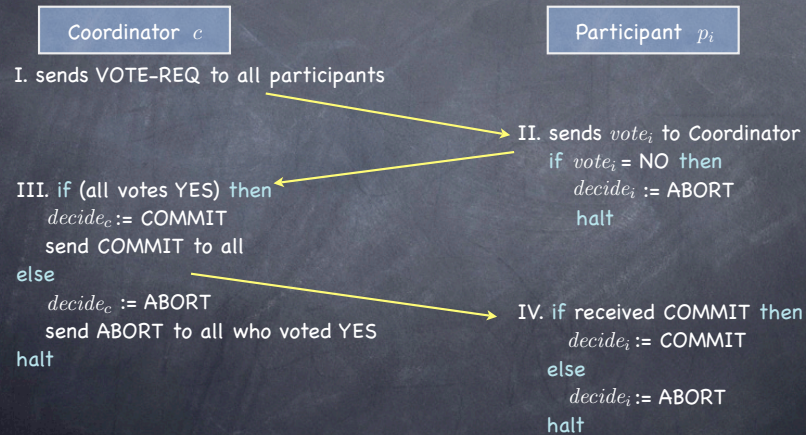 Coordinator c
Participant p_i
I. sends VOTE-REQ to all participants
II. sends vote_i to Coordinator
if vote_i = NO then
decide_i := ABORT
halt
III. if (all votes YES) then
decide_c := COMMIT
send COMMIT to all
else
decide_c := ABORT
send ABORT to all who voted YES
halt
IV. if received COMMIT then
decide_i := COMMIT
else
decide_i := ABORT
halt